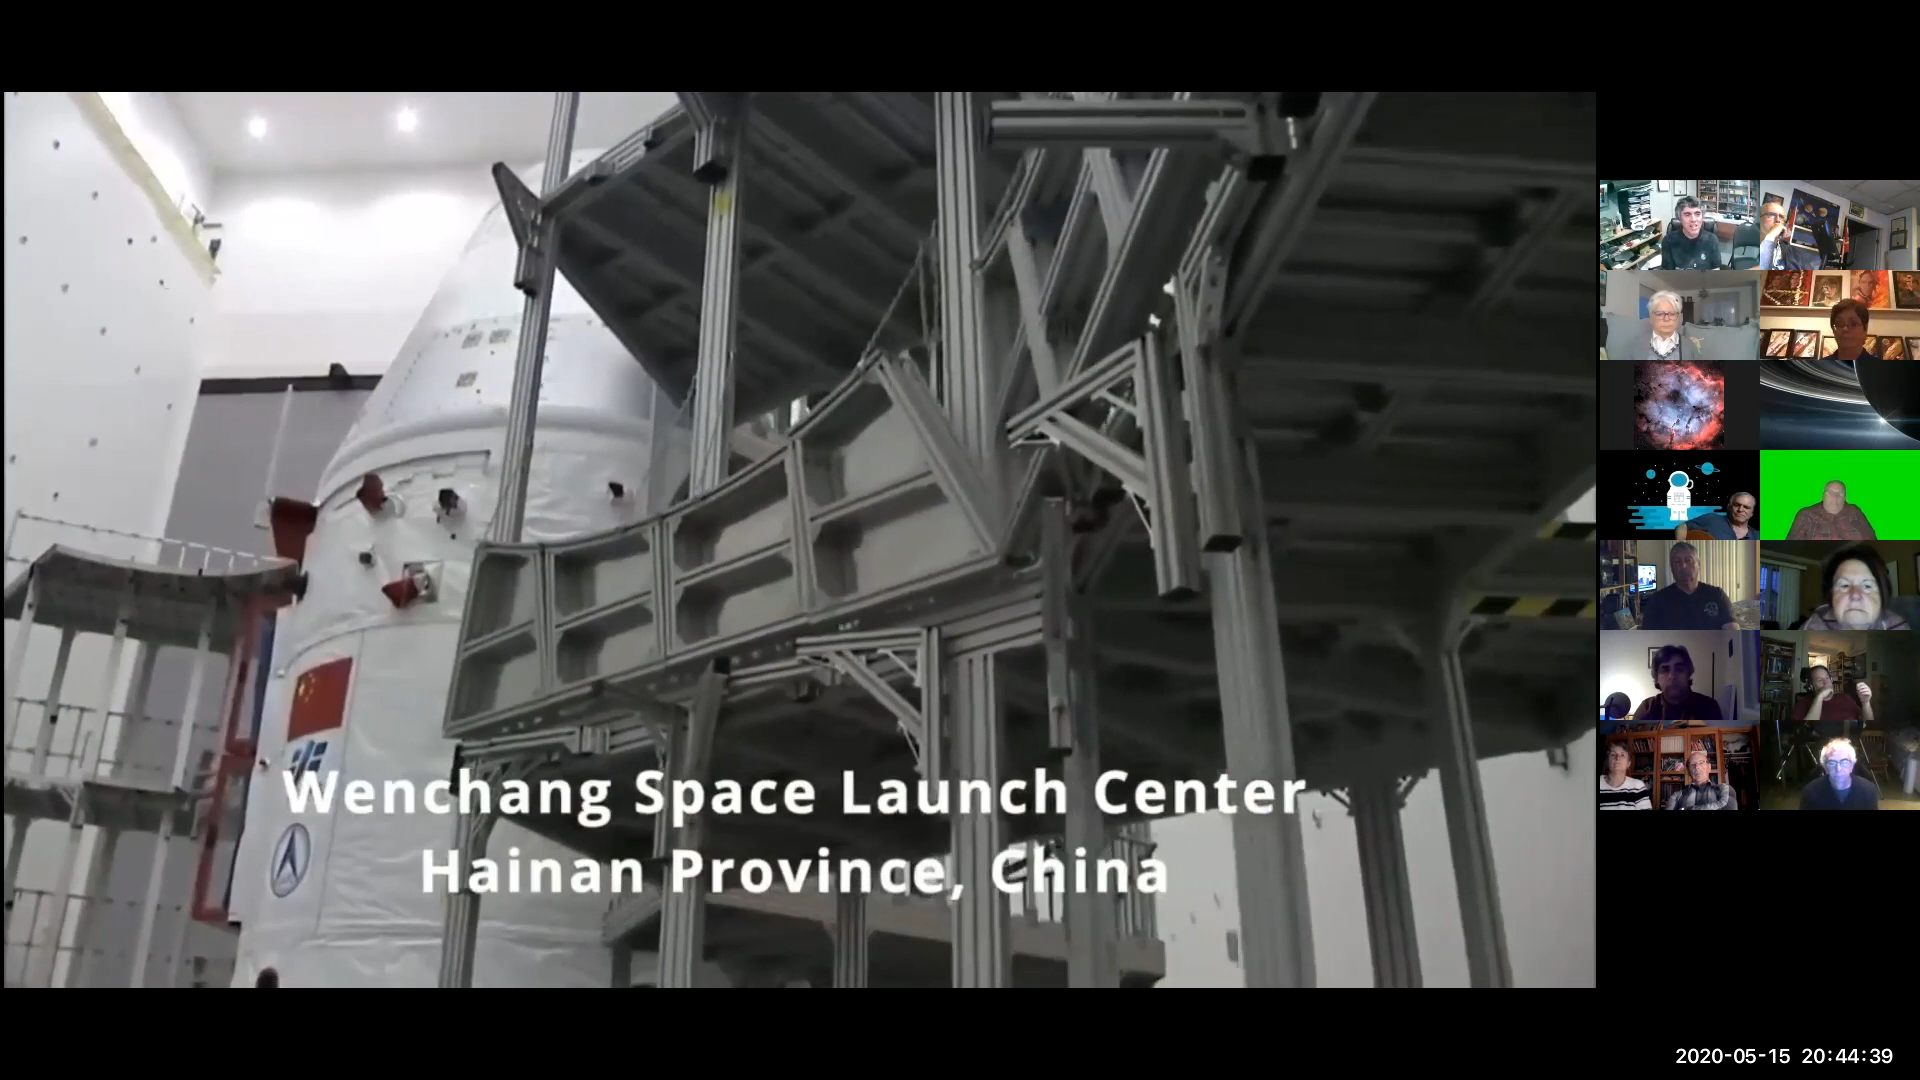 Wenchang Space Launch Center
Hainan Province, China
2020-05-15 20:44:39